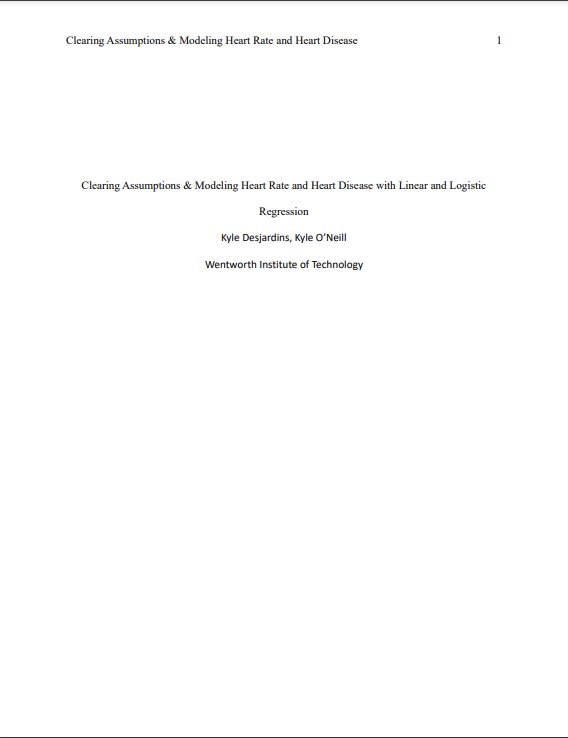 Clearing Assumptions & Modeling Heart Rate and Heart Disease 1
Clearing Assumptions & Modeling Heart Rate and Heart Disease with Linear and Logistic
Regression
Kyle Desjardins, Kyle O’Neill
Wentworth Institute of Technology